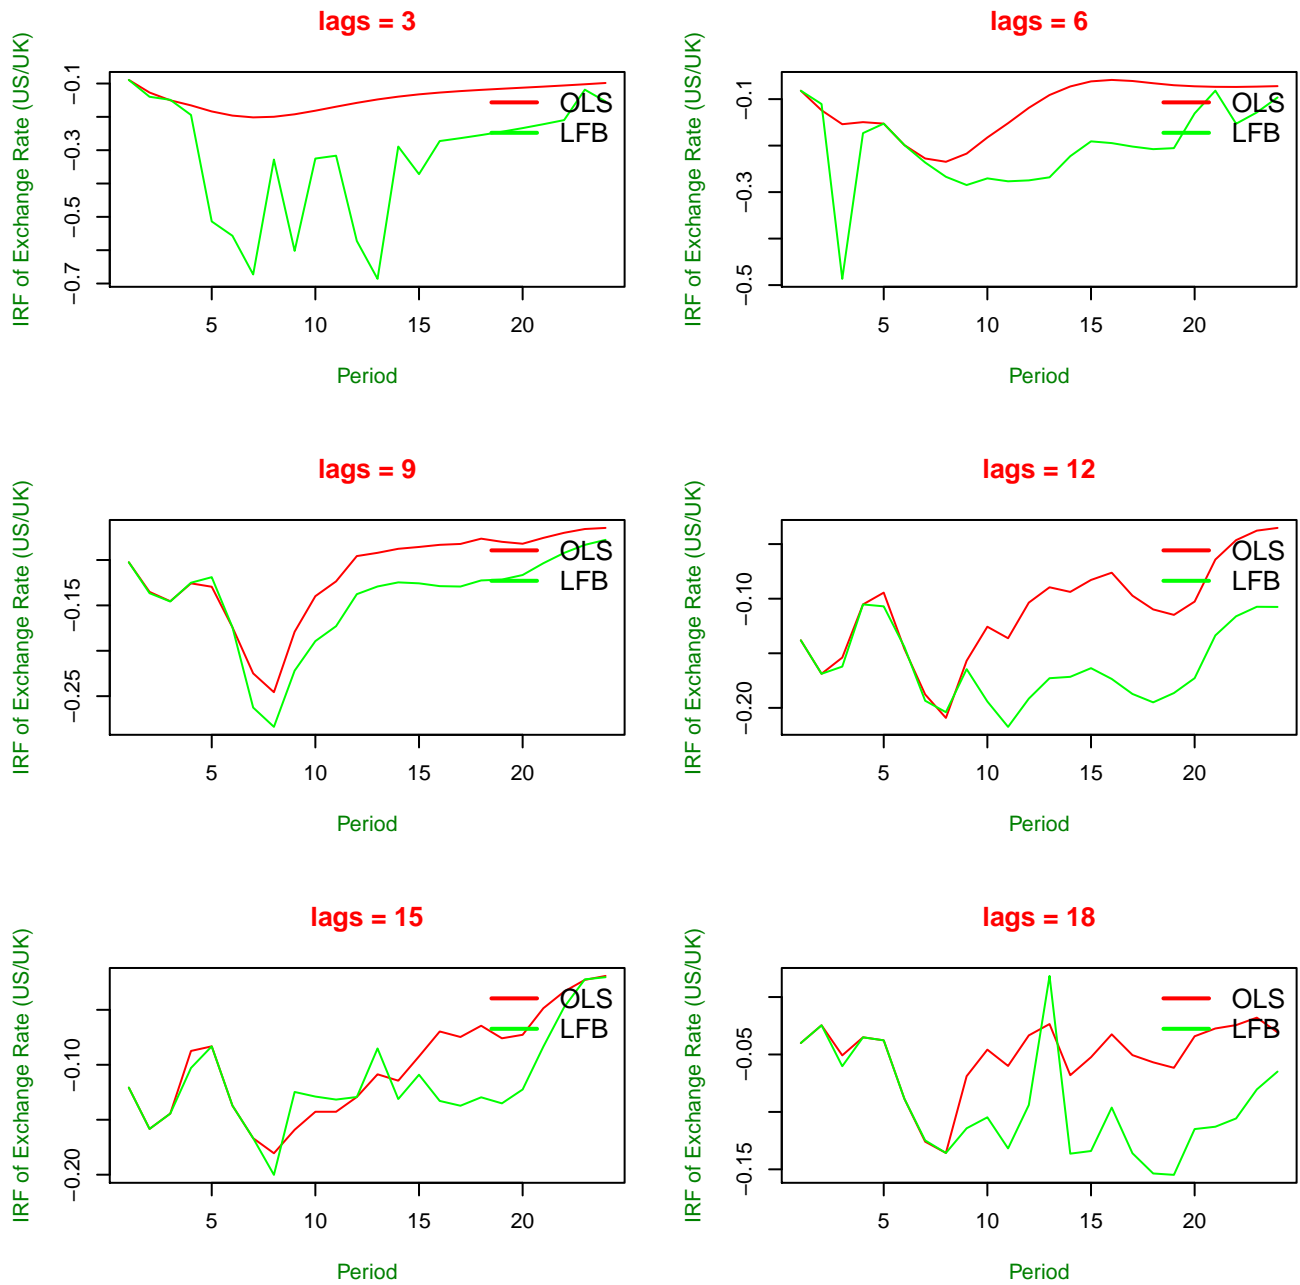 lags = 3
IRF of Exchange Rate (US/UK)
−0.1
−0.3
−0.5
−0.7
OLS
LFB
5 10 15 20
Period
lags = 6
IRF of Exchange Rate (US/UK)
−0.1
−0.3
−0.5
OLS
LFB
5 10 15 20
Period
lags = 9
IRF of Exchange Rate (US/UK)
−0.15
−0.25
OLS
LFB
5 10 15 20
Period
lags = 12
IRF of Exchange Rate (US/UK)
−0.10
−0.20
OLS
LFB
5 10 15 20
Period
lags = 15
IRF of Exchange Rate (US/UK)
−0.10
−0.20
OLS
LFB
5 10 15 20
Period
lags = 18
IRF of Exchange Rate (US/UK)
−0.05
−0.15
OLS
LFB
5 10 15 20
Period